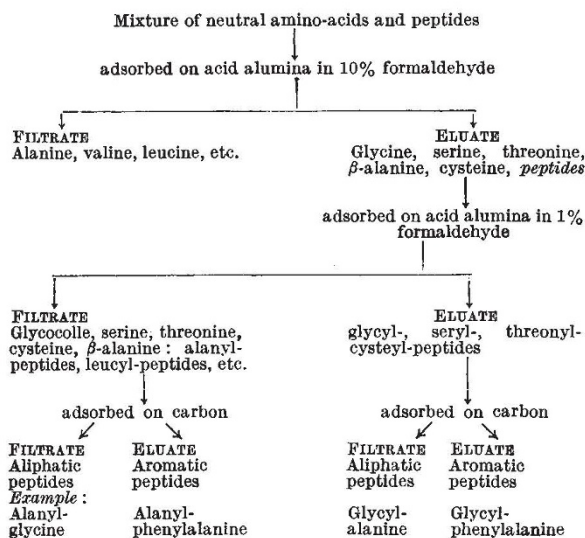 Mixture of neutral amino-acids and peptides
adsorbed on acid alumina in 10% formaldehyde
FILTRATE
Alanine, valine, leucine, etc.
ELUATE
Glycine, serine, threonine,
β-alanine, cysteine, peptides
adsorbed on acid alumina in 1%
formaldehyde
FILTRATE
Glycocolle, serine, threonine,
cysteine, β-alanine : alanyl-
peptides, leucyl-peptides, etc.
ELUATE
glycyl-, seryl-, threonyl-
cysteyl-peptides
adsorbed on carbon
adsorbed on carbon
FILTRATE
Aliphatic
peptides
Example :
Alanyl-
glycine
ELUATE
Aromatic
peptides
Alanyl-
phenylalanine
FILTRATE
Aliphatic
peptides
Glycyl-
alanine
ELUATE
Aromatic
peptides
Glycyl-
phenylalanine